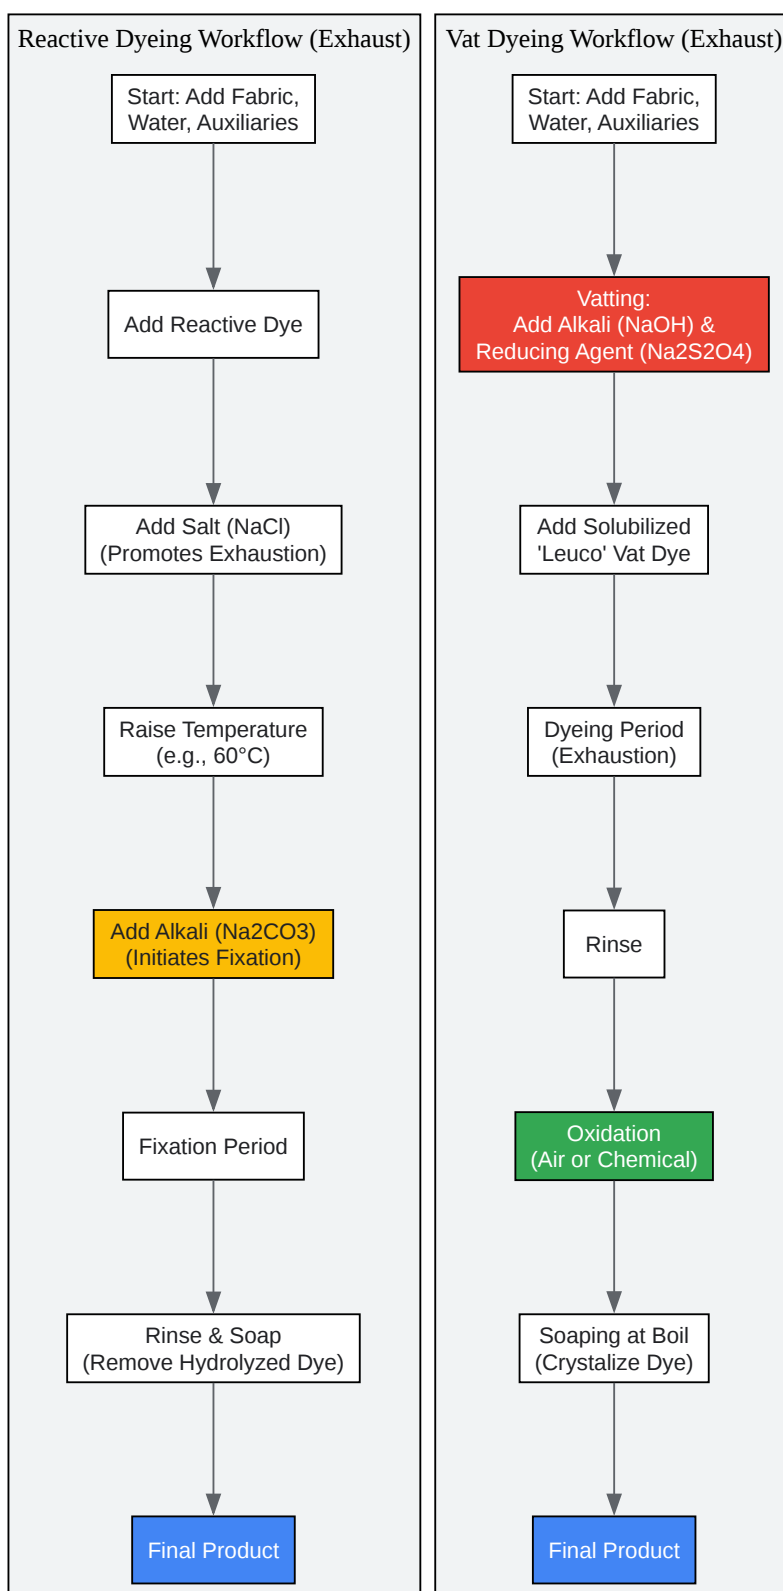 Reactive Dyeing Workflow (Exhaust)
Start: Add Fabric,
Water, Auxiliaries
Add Reactive Dye
Add Salt (NaCl)
(Promotes Exhaustion)
Raise Temperature
(e.g., 60°C)
Add Alkali (Na2CO3)
(Initiates Fixation)
Fixation Period
Rinse & Soap
(Remove Hydrolyzed Dye)
Final Product
Vat Dyeing Workflow (Exhaust)
Start: Add Fabric,
Water, Auxiliaries
Vatting:
Add Alkali (NaOH) &
Reducing Agent (Na2S2O4)
Add Solubilized
'Leuco' Vat Dye
Dyeing Period
(Exhaustion)
Rinse
Oxidation
(Air or Chemical)
Soaping at Boil
(Crystalize Dye)
Final Product